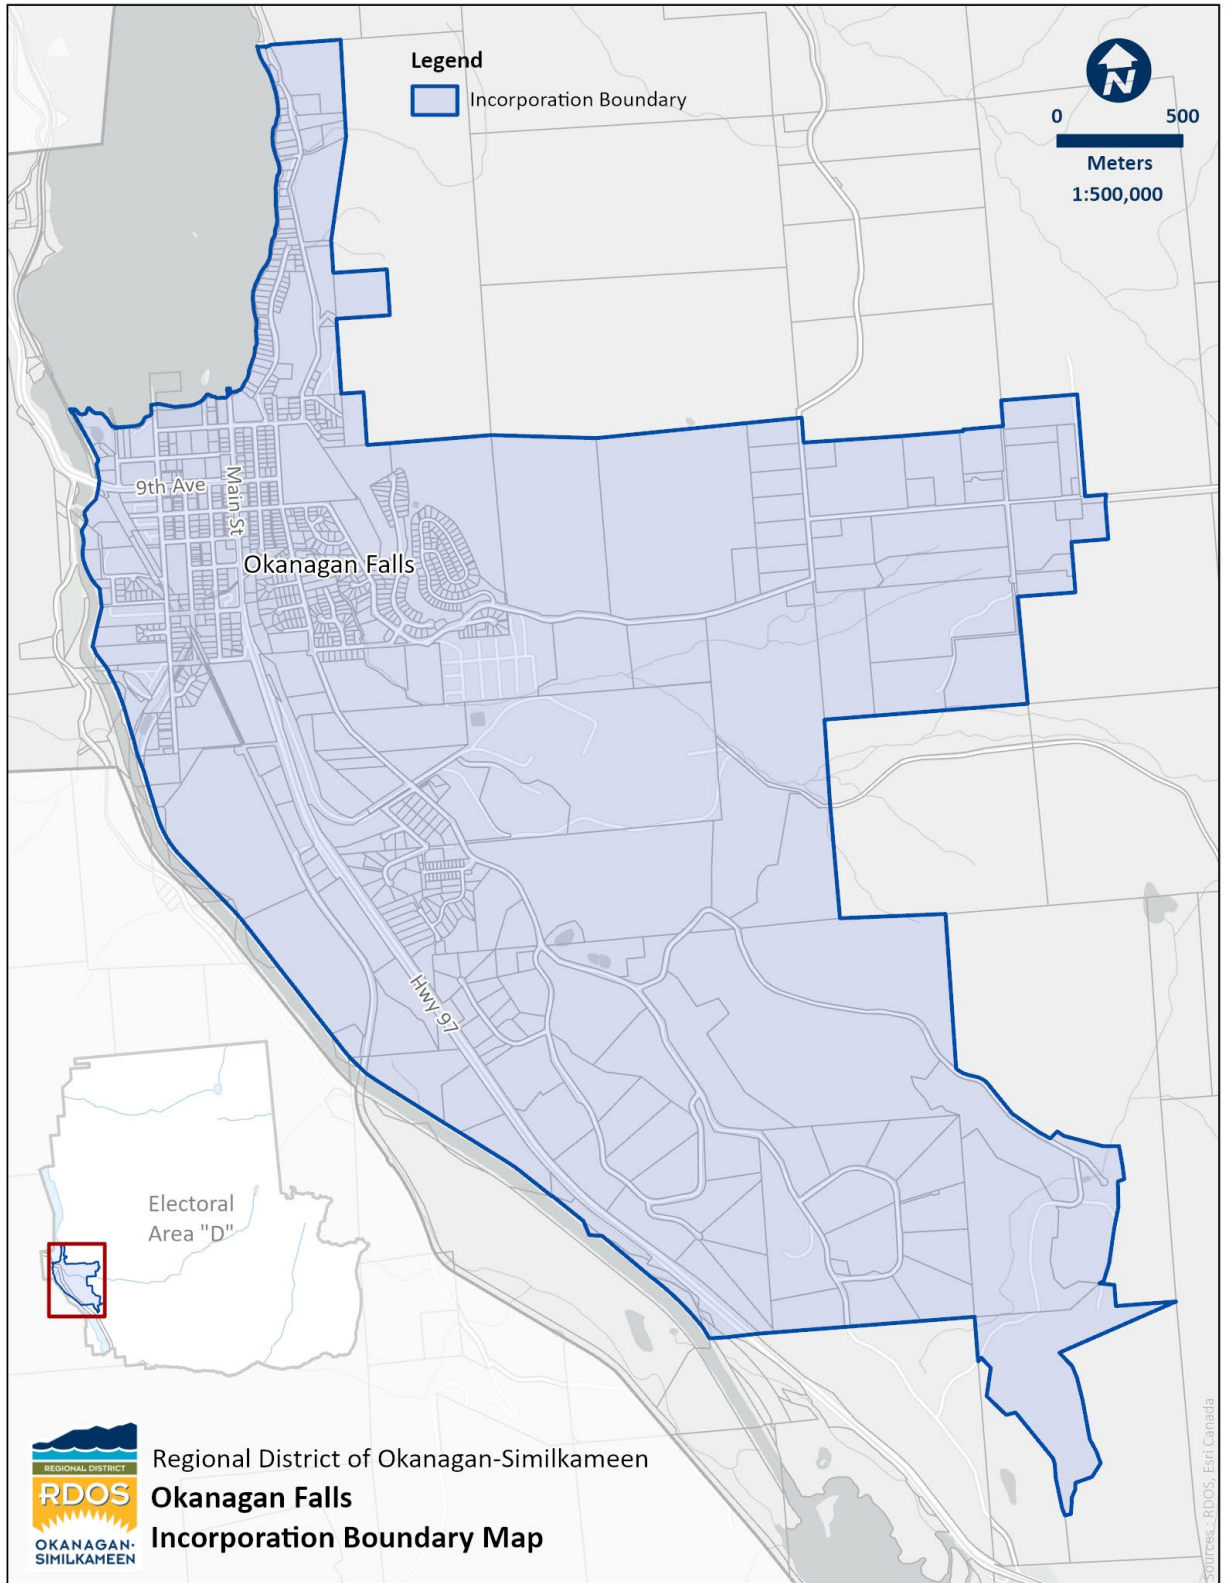 Legend
Incorporation Boundary
N
0 500
Meters
1:500,000
9th Ave
Main St
Okanagan Falls
Hwy 97
Electoral
Area "D"
REGIONAL DISTRICT
RDOS
OKANAGAN-
SIMILKAMEEN
Regional District of Okanagan-Similkameen
Okanagan Falls
Incorporation Boundary Map
Sources : RDOS, Esri Canada